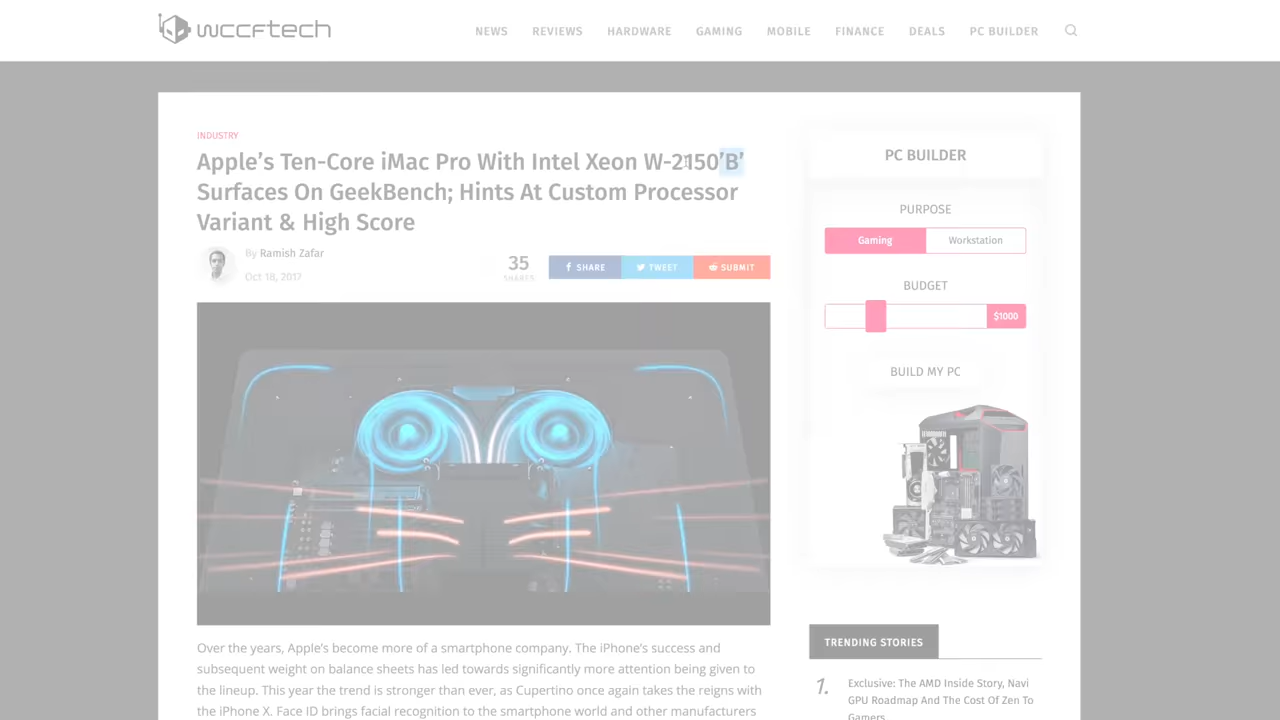 wccftech
NEWS REVIEWS HARDWARE GAMING MOBILE FINANCE DEALS PC BUILDER
INDUSTRY
Apple’s Ten-Core iMac Pro With Intel Xeon W-2150’B’
Surfaces On GeekBench; Hints At Custom Processor
Variant & High Score
By Ramish Zafar
Oct 18, 2017
35
SHARES
SHARE
TWEET
SUBMIT
Over the years, Apple’s become more of a smartphone company. The iPhone’s success and
subsequent weight on balance sheets has led towards significantly more attention being given to
the lineup. This year the trend is stronger than ever, as Cupertino once again takes the reigns with
the iPhone X. Face ID brings facial recognition to the smartphone world and other manufacturers
PC BUILDER
PURPOSE
Gaming Workstation
BUDGET
$1000
BUILD MY PC
TRENDING STORIES
1. Exclusive: The AMD Inside Story, Navi
GPU Roadmap And The Cost Of Zen To
Gamers